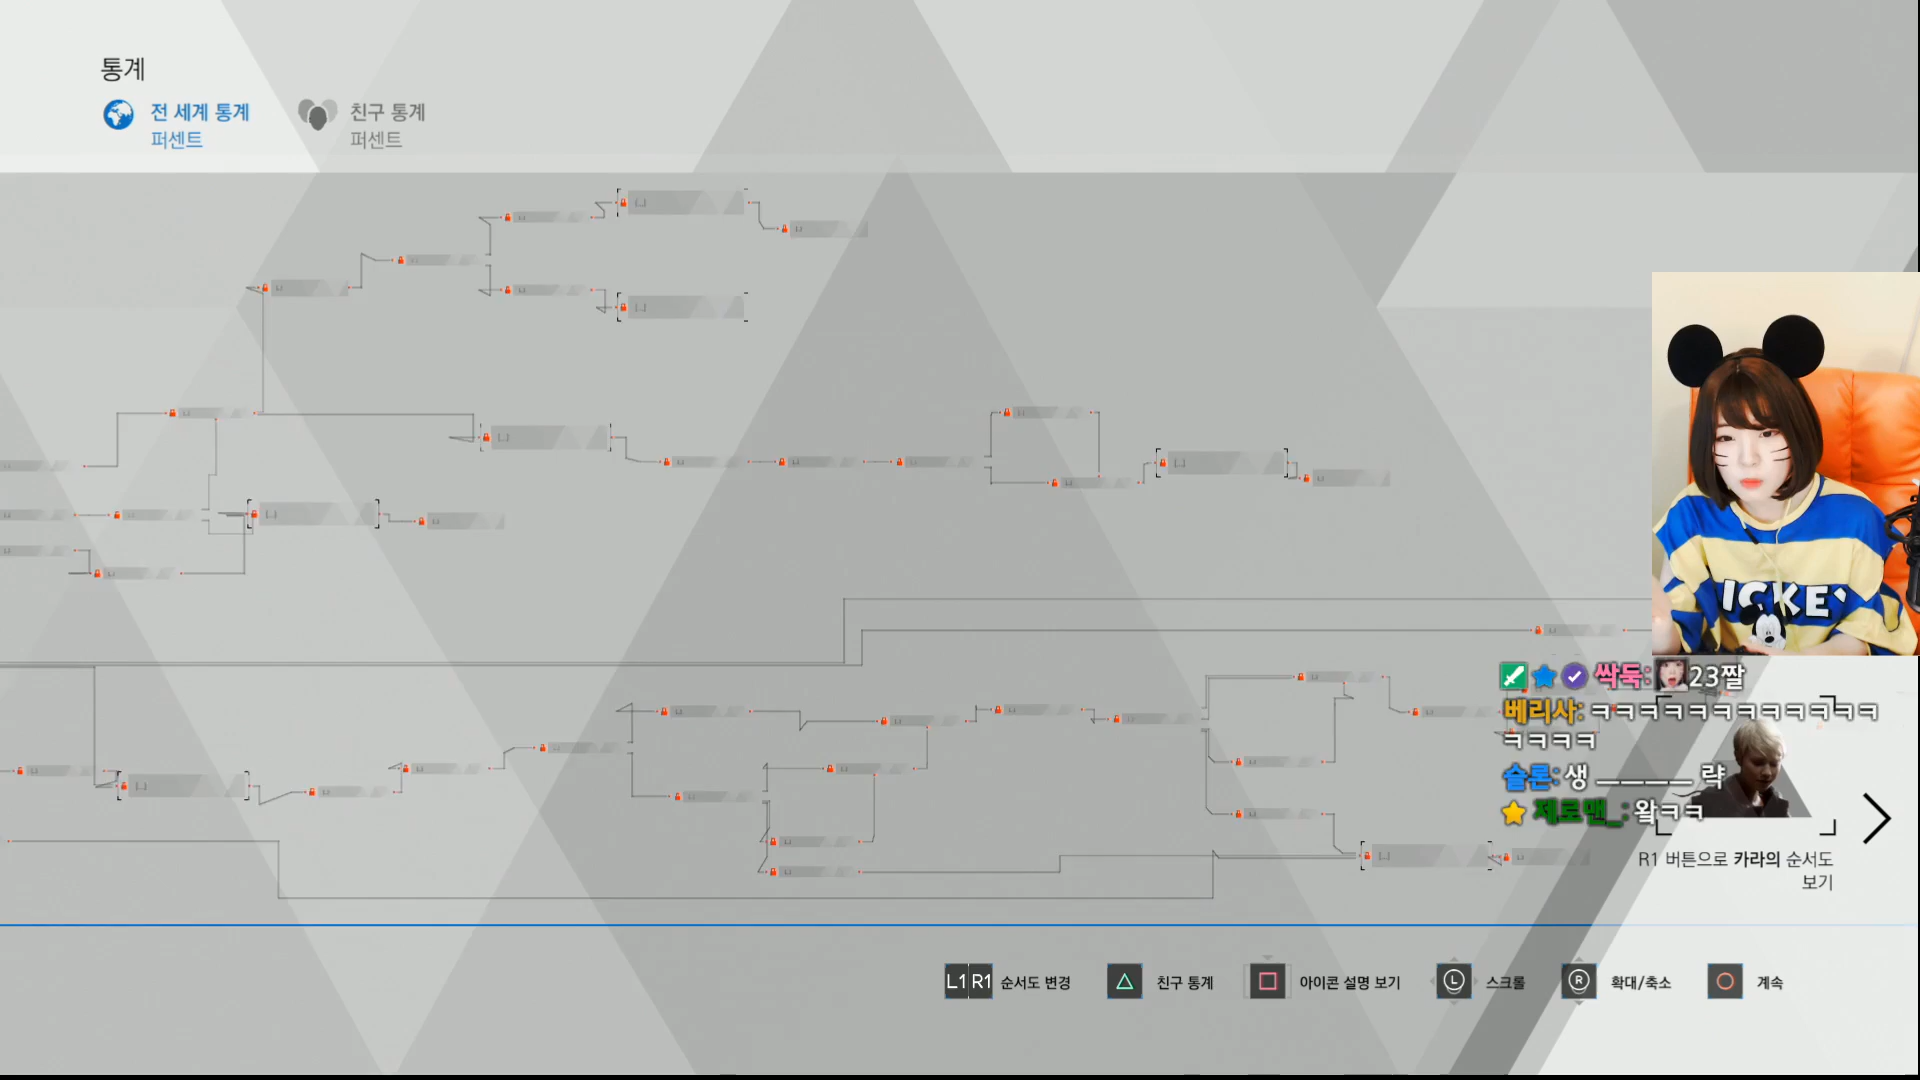 통계
전 세계 통계
퍼센트
친구 통계
퍼센트
ICKEY
싹둑: 23짤
베리사: ㅋㅋㅋㅋㅋㅋㅋㅋㅋㅋㅋㅋ
ㅋㅋㅋㅋ
슬론: 생 ________ 략
제로맨_: 왘ㅋㅋ
R1 버튼으로 카라의 순서도
보기
L1 R1 순서도 변경
친구 통계
아이콘 설명 보기
L 스크롤
R 확대/축소
계속